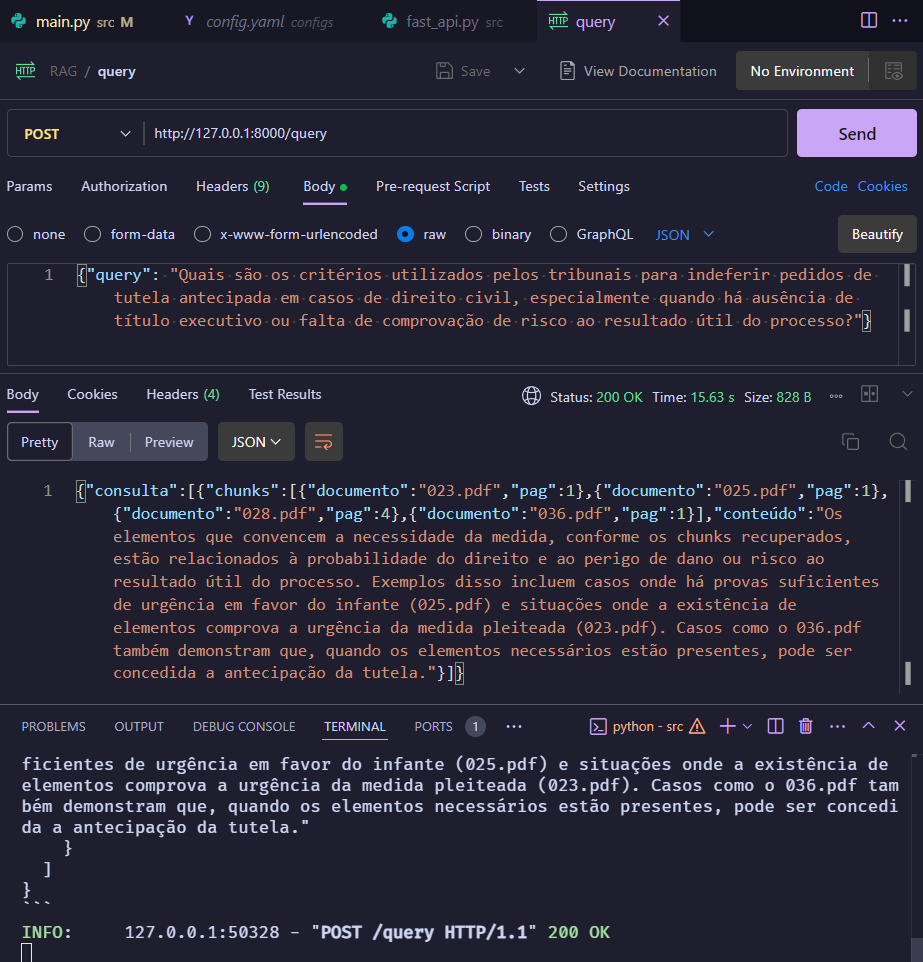 main.py src M
Y config.yaml configs
fast_api.py src
HTTP query
HTTP RAG / query
Save
View Documentation
No Environment
POST
http://127.0.0.1:8000/query
Send
Params Authorization Headers (9) Body Pre-request Script Tests Settings Code Cookies
none form-data x-www-form-urlencoded raw binary GraphQL JSON
Beautify
1 {"query": "Quais são os critérios utilizados pelos tribunais para indeferir pedidos de
tutela antecipada em casos de direito civil, especialmente quando há ausência de
título executivo ou falta de comprovação de risco ao resultado útil do processo?"}
Body Cookies Headers (4) Test Results Status: 200 OK Time: 15.63 s Size: 828 B
Pretty Raw Preview JSON
1 {"consulta":[{"chunks":[{"documento":"023.pdf","pag":1},{"documento":"025.pdf","pag":1},
{"documento":"028.pdf","pag":4},{"documento":"036.pdf","pag":1}],"conteúdo":"Os
elementos que convencem a necessidade da medida, conforme os chunks recuperados,
estão relacionados à probabilidade do direito e ao perigo de dano ou risco ao
resultado útil do processo. Exemplos disso incluem casos onde há provas suficientes
de urgência em favor do infante (025.pdf) e situações onde a existência de
elementos comprova a urgência da medida pleiteada (023.pdf). Casos como o 036.pdf
também demonstram que, quando os elementos necessários estão presentes, pode ser
concedida a antecipação da tutela."}]}
PROBLEMS OUTPUT DEBUG CONSOLE TERMINAL PORTS 1 python - src
ficientes de urgência em favor do infante (025.pdf) e situações onde a existência de
elementos comprova a urgência da medida pleiteada (023.pdf). Casos como o 036.pdf tam
bém demonstram que, quando os elementos necessários estão presentes, pode ser concedi
da a antecipação da tutela."
}
]
}
```
INFO: 127.0.0.1:50328 - "POST /query HTTP/1.1" 200 OK